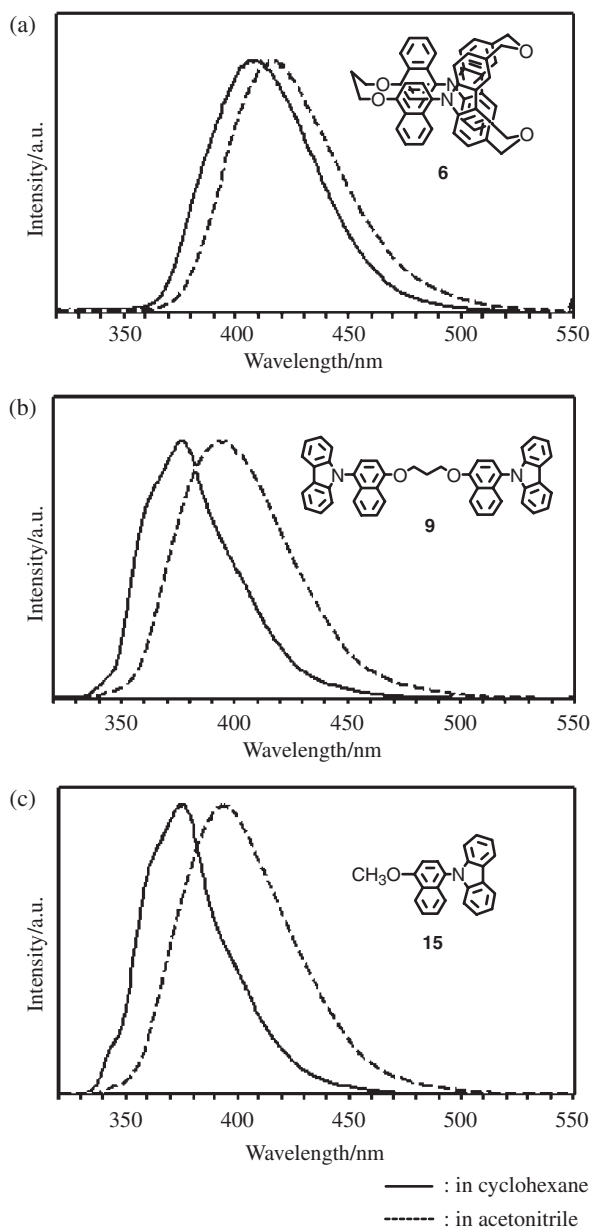 (a)
Intensity/a.u.
O
O
N
N
O
O
6
350 400 450 500 550
Wavelength/nm
(b)
Intensity/a.u.
N
O
O
N
9
350 400 450 500 550
Wavelength/nm
(c)
Intensity/a.u.
CH3O
N
15
350 400 450 500 550
Wavelength/nm
: in cyclohexane
: in acetonitrile